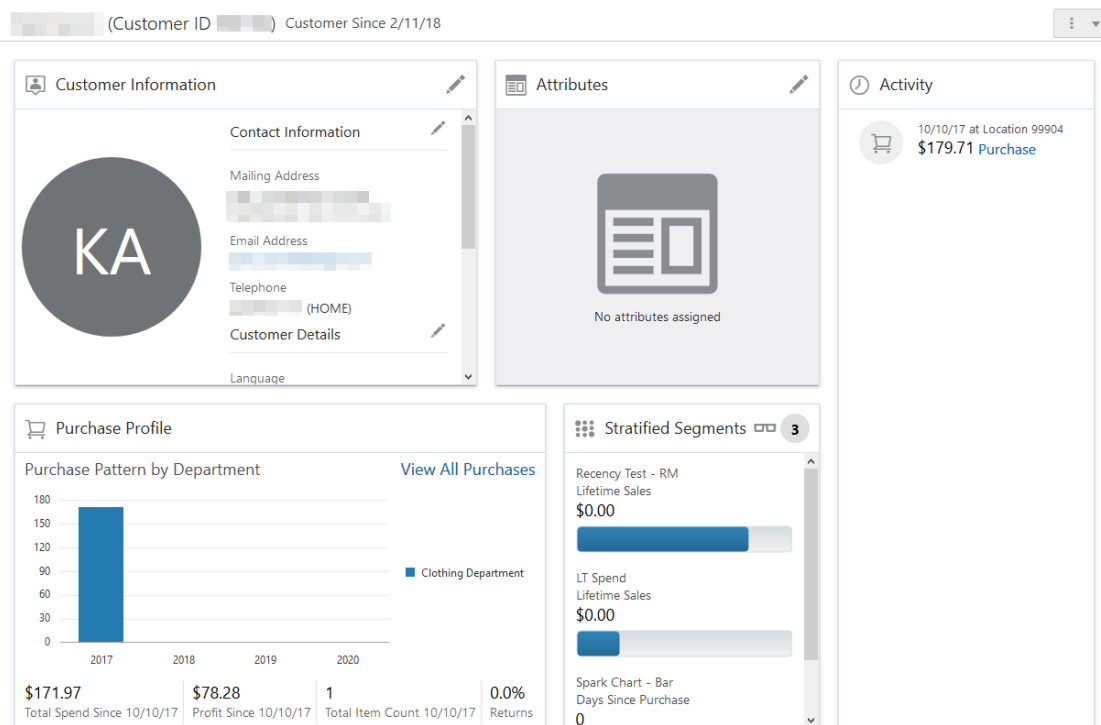 (Customer ID ) Customer Since 2/11/18
Customer Information
Contact Information
KA
Mailing Address
Email Address
Telephone
(HOME)
Customer Details
Language
Attributes
No attributes assigned
Activity
10/10/17 at Location 99904
$179.71 Purchase
Purchase Profile
Purchase Pattern by Department
View All Purchases
180
150
120
90
60
30
0
2017 2018 2019 2020
Clothing Department
$171.97
Total Spend Since 10/10/17
$78.28
Profit Since 10/10/17
1
Total Item Count 10/10/17
0.0%
Returns
Stratified Segments 3
Recency Test - RM
Lifetime Sales
$0.00
LT Spend
Lifetime Sales
$0.00
Spark Chart - Bar
Days Since Purchase
0